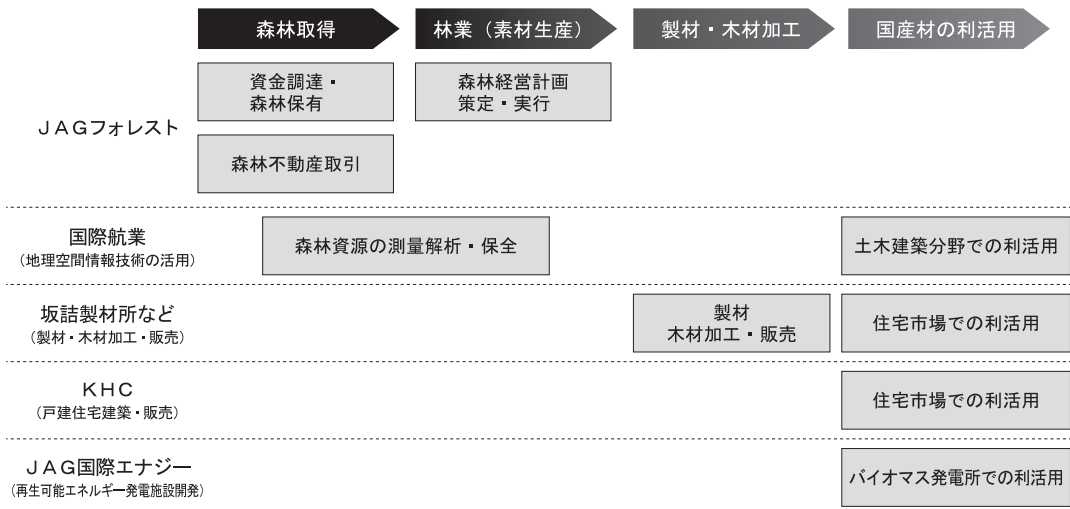 森林取得
林業（素材生産）
製材・木材加工
国産材の利活用
ＪＡＧフォレスト
資金調達・
森林保有
森林経営計画
策定・実行
森林不動産取引
国際航業
（地理空間情報技術の活用）
森林資源の測量解析・保全
土木建築分野での利活用
坂詰製材所など
（製材・木材加工・販売）
製材
木材加工・販売
住宅市場での利活用
ＫＨＣ
（戸建住宅建築・販売）
住宅市場での利活用
ＪＡＧ国際エナジー
（再生可能エネルギー発電施設開発）
バイオマス発電所での利活用